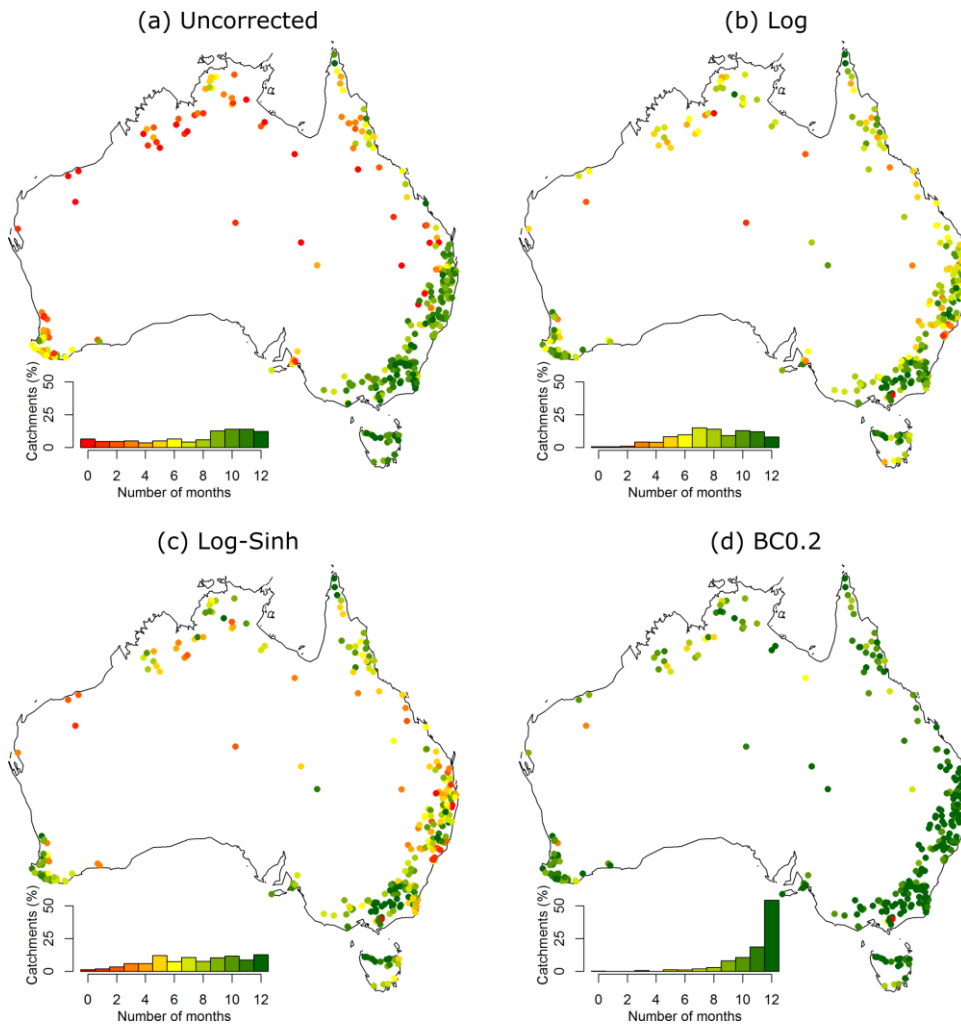 (a) Uncorrected
(b) Log
Catchments (%)
0 25 50
0 2 4 6 8 10 12
Number of months
Catchments (%)
0 25 50
0 2 4 6 8 10 12
Number of months
(c) Log-Sinh
(d) BC0.2
Catchments (%)
0 25 50
0 2 4 6 8 10 12
Number of months
Catchments (%)
0 25 50
0 2 4 6 8 10 12
Number of months